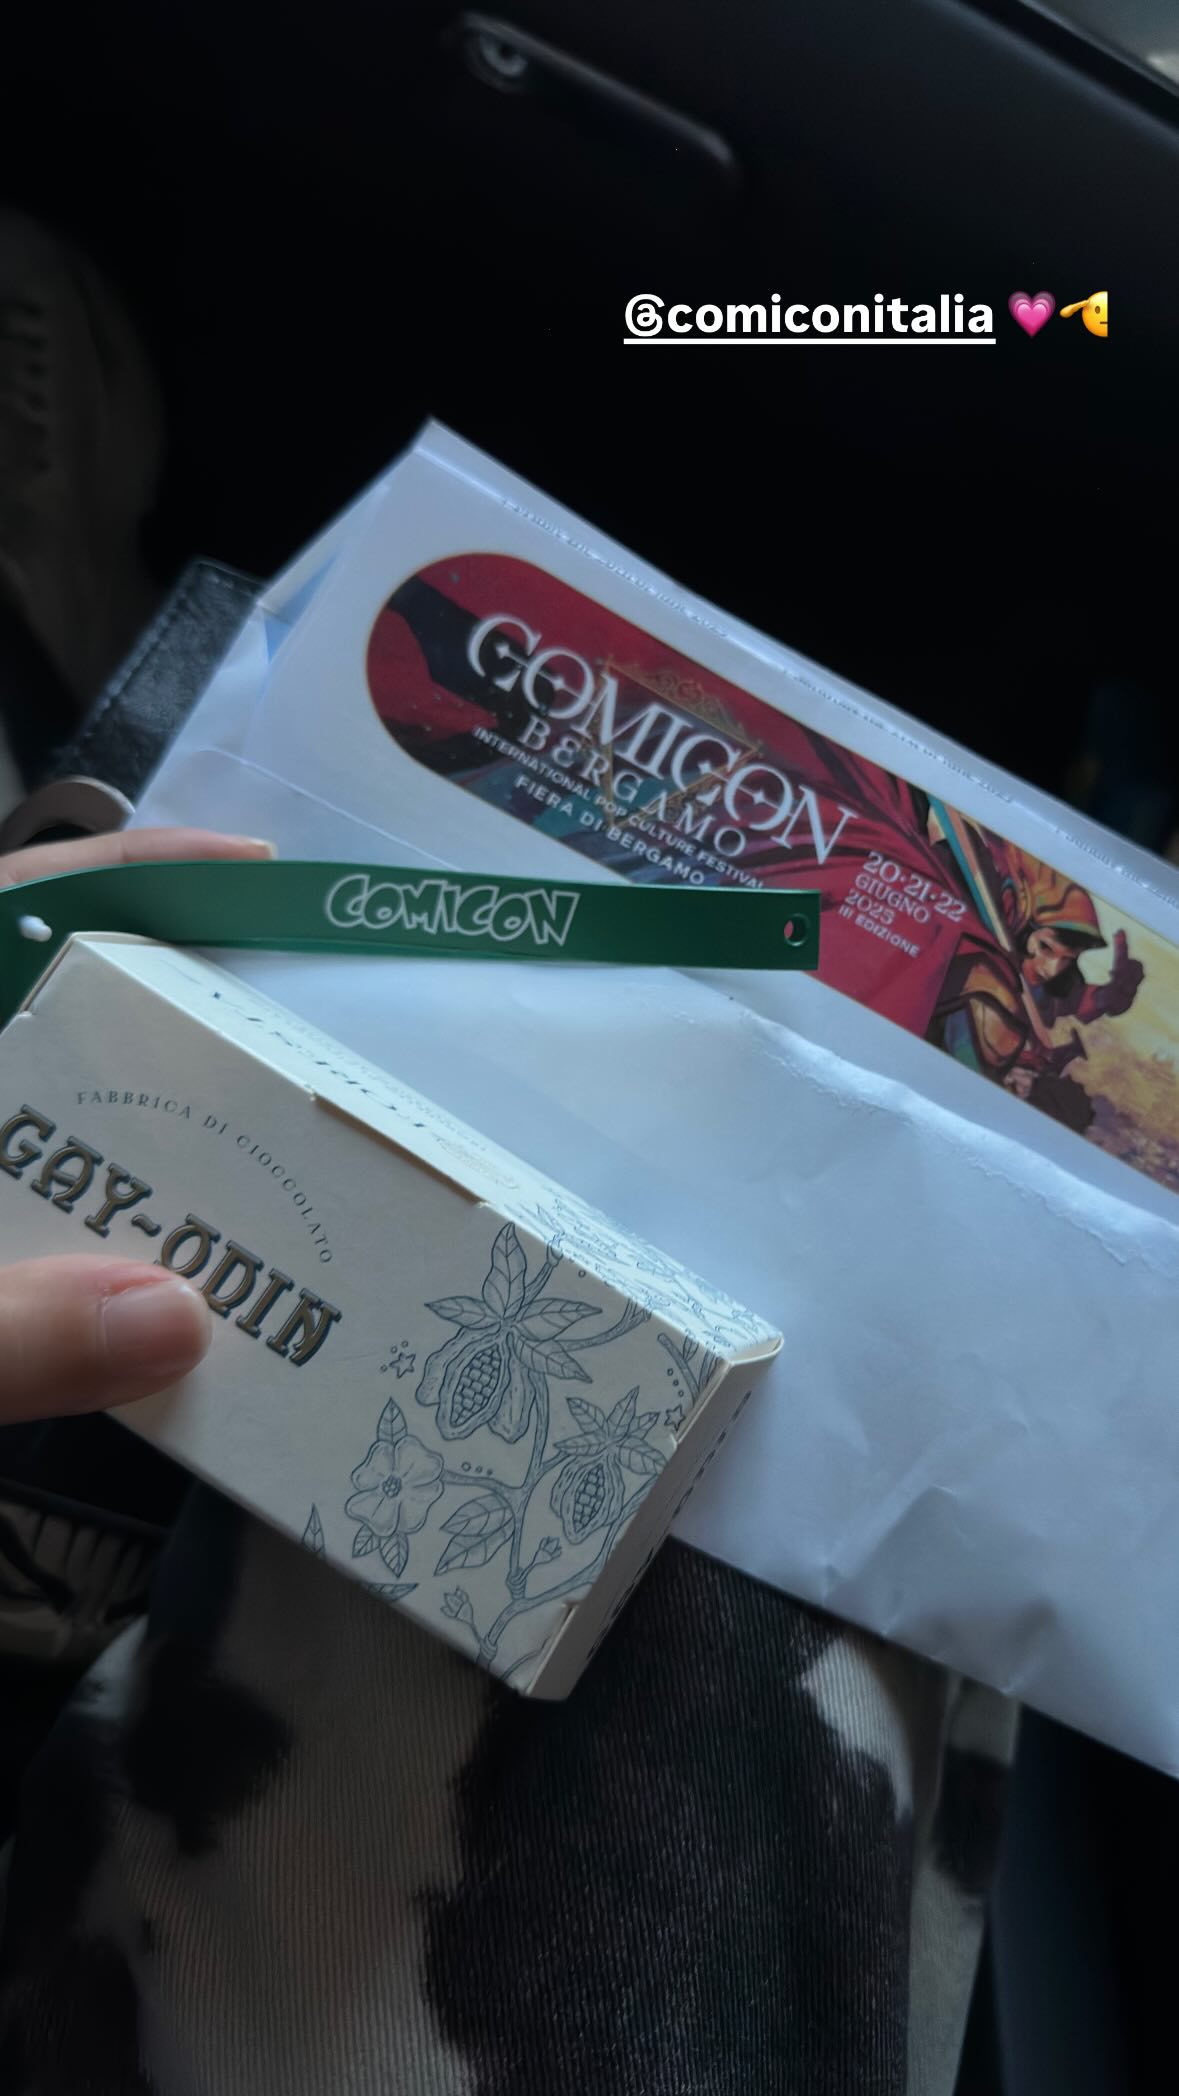 @comiconitalia
COMICON
BERGAMO
INTERNATIONAL POP CULTURE FESTIVAL
FIERA DI BERGAMO
20·21·22
GIUGNO
2025
III EDIZIONE
COMICON
FABBRICA DI CIOCCOLATO
GAY-ODIN